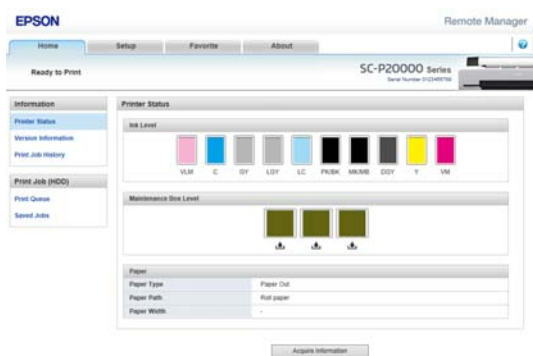 EPSON
Remote Manager
Home Setup Favorite About
Ready to Print
SC-P20000 Series
Information
Printer Status
Version Information
Print Job History
Print Job (HDD)
Print Queue
Saved Jobs
Printer Status
Ink Level
VLM C GY LGY LC PK/BK MK/MB DGY Y VM
Maintenance Box Level
Paper
Paper Type Paper Out
Paper Path Roll paper
Paper Width -
Acquire Information